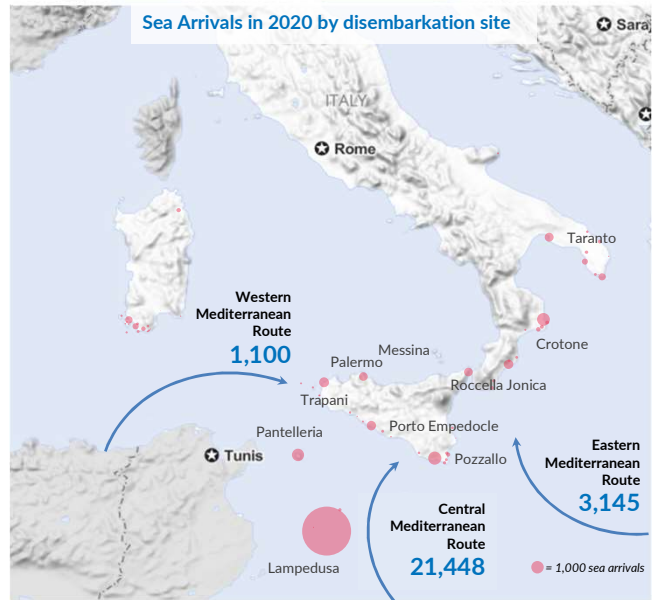 Sea Arrivals in 2020 by disembarkation site
Sara
ITALY
Rome
Taranto
Western
Mediterranean
Route
1,100
Messina
Palermo
Crotone
Roccella Jonica
Trapani
Pantelleria
Porto Empedocle
Tunis
Pozzallo
Eastern
Mediterranean
Route
3,145
Central
Mediterranean
Route
21,448
Lampedusa
= 1,000 sea arrivals